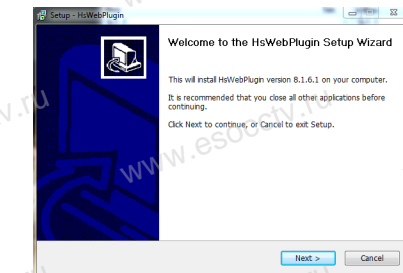 Setup - HsWebPlugin
Welcome to the HsWebPlugin Setup Wizard
This will install HsWebPlugin version 8.1.6.1 on your computer.
It is recommended that you close all other applications before
continuing.
Click Next to continue, or Cancel to exit Setup.
www.esocctv.ru
Next >
Cancel